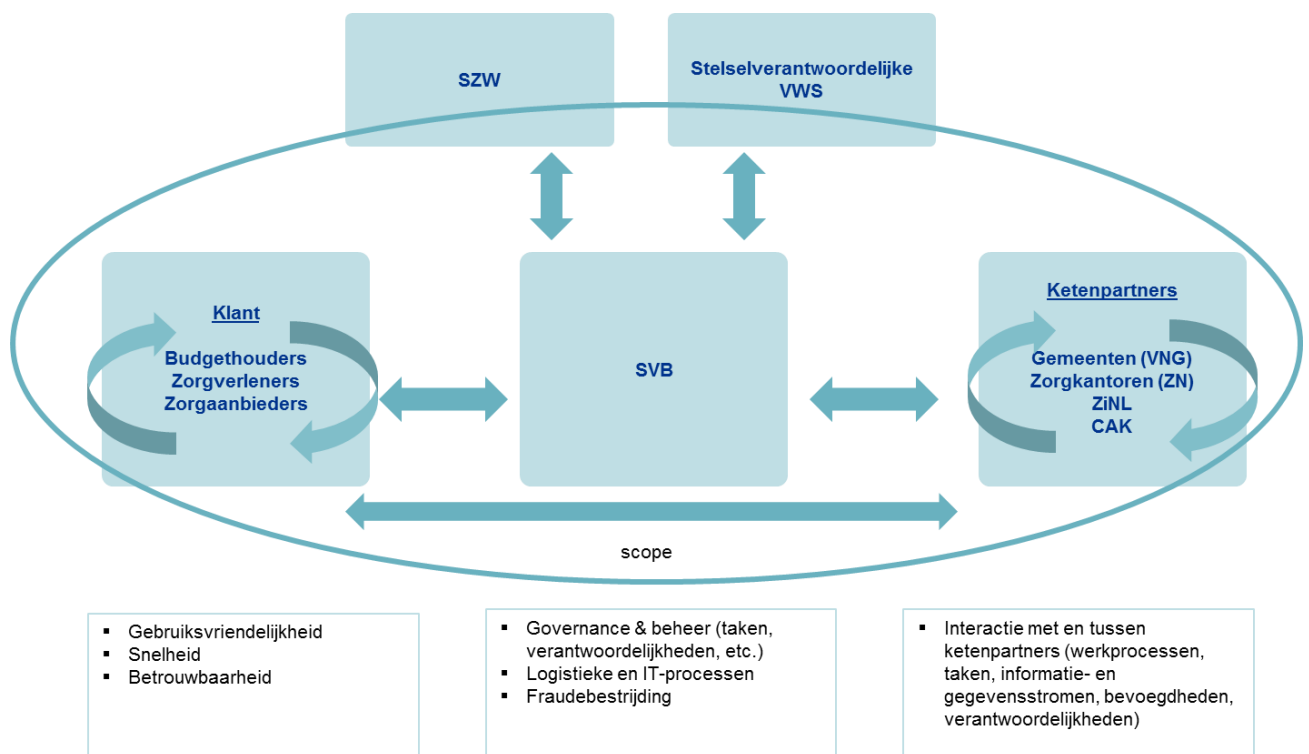 SZW
Stelselverantwoordelijke
VWS
Klant
Budgethouders
Zorgverleners
Zorgaanbieders
SVB
Ketenpartners
Gemeenten (VNG)
Zorgkantoren (ZN)
ZiNL
CAK
scope
▪ Gebruiksvriendelijkheid
▪ Snelheid
▪ Betrouwbaarheid
▪ Governance & beheer (taken,
verantwoordelijkheden, etc.)
▪ Logistieke en IT-processen
▪ Fraudebestrijding
▪ Interactie met en tussen
ketenpartners (werkprocessen,
taken, informatie- en
gegevensstromen, bevoegdheden,
verantwoordelijkheden)